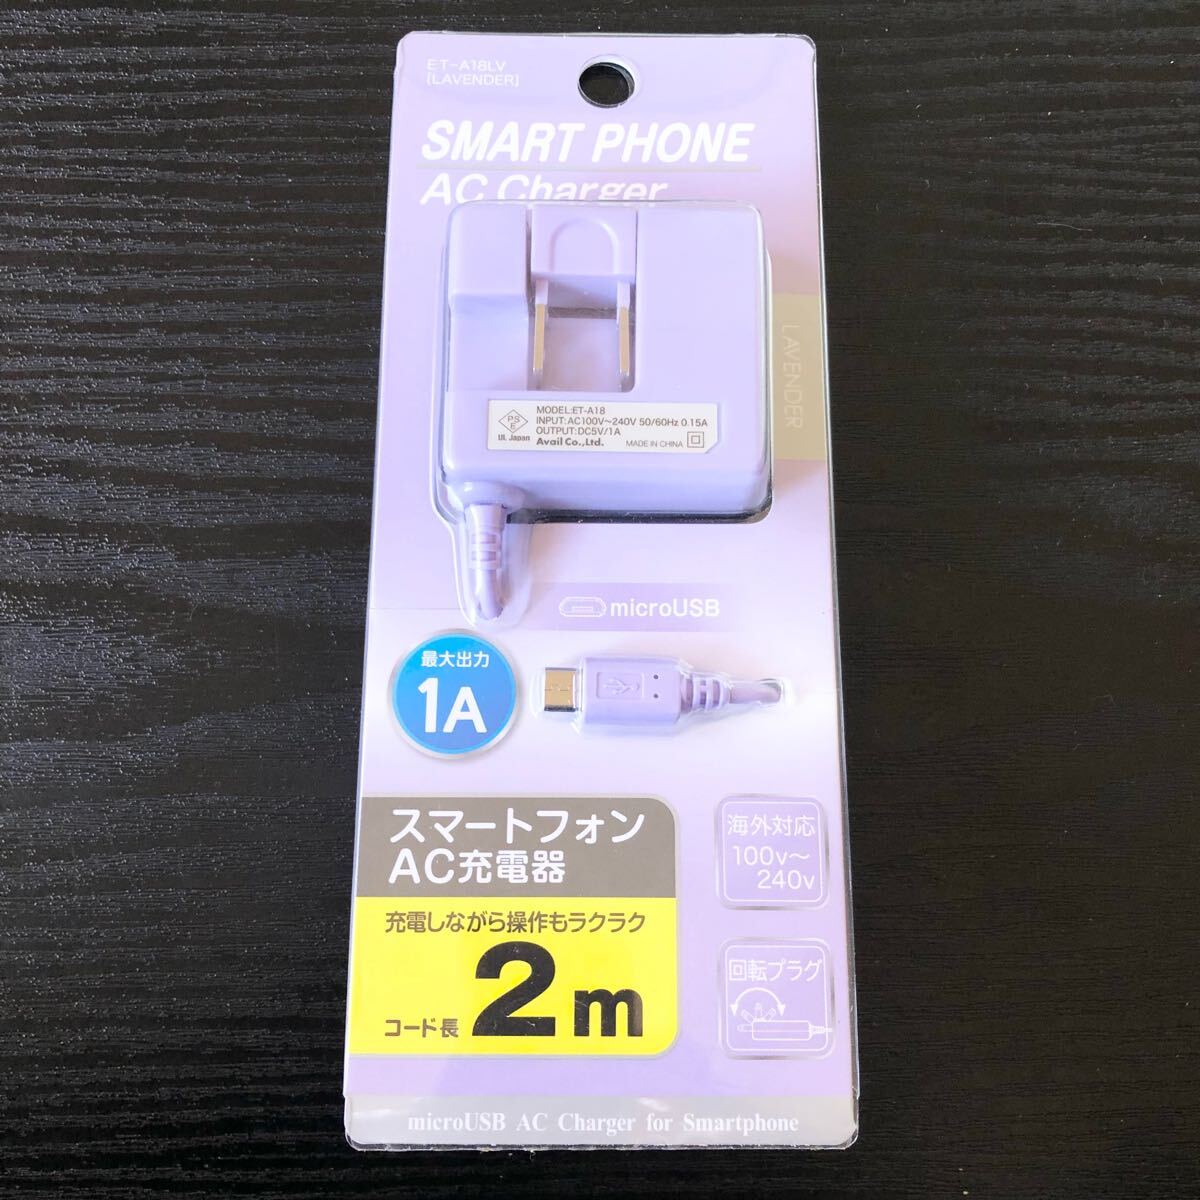 ET-A18LV
[LAVENDER]
SMART PHONE
AC Charger
LAVENDER
PSE
UL Japan
MODEL:ET-A18
INPUT:AC100V～240V 50/60Hz 0.15A
OUTPUT:DC5V/1A
Avail Co.,Ltd.
MADE IN CHINA
microUSB
最大出力
1A
スマートフォン
AC充電器
充電しながら操作もラクラク
コード長 2m
海外対応
100v～
240v
回転プラグ
microUSB AC Charger for Smartphone